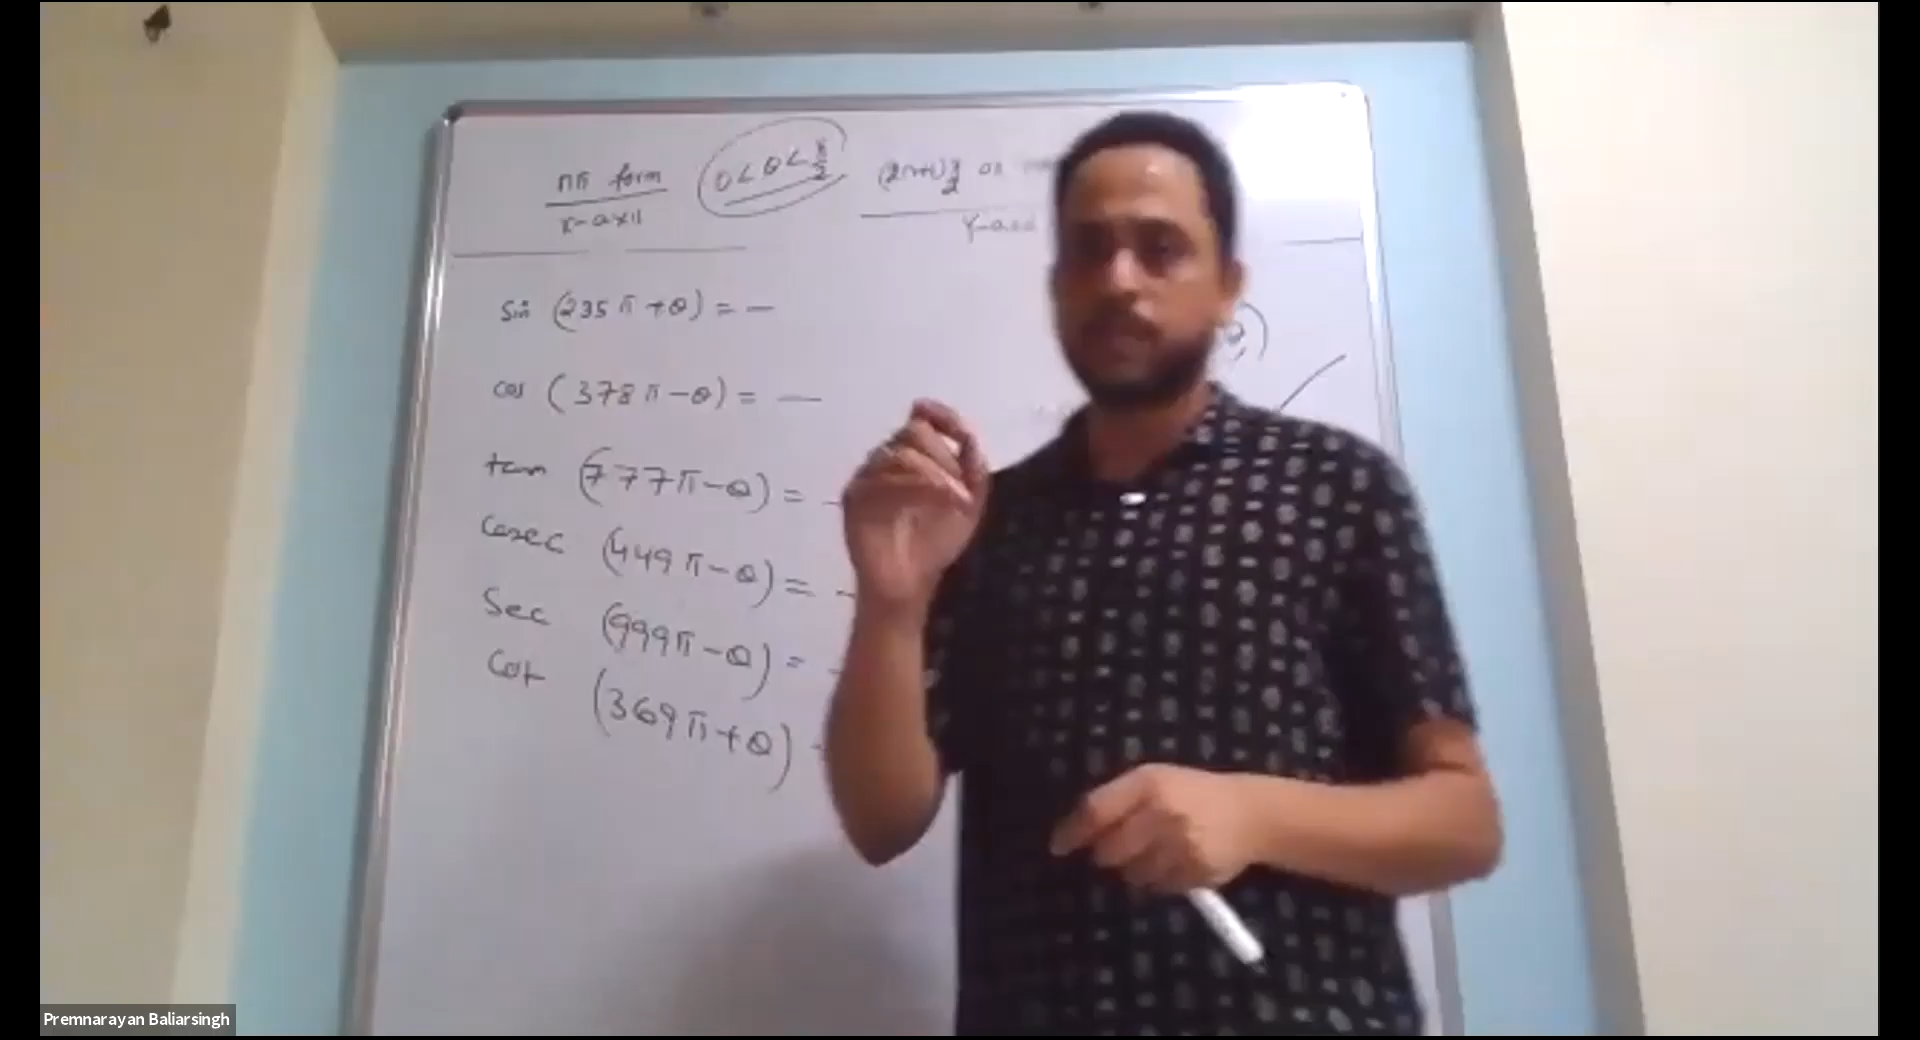 nπ form 0<θ<π/2 (2n+1)π/2 or
x-axis Y-axis
Sin (235π+θ) = —
cos (378π-θ) = —
tan (777π-θ) = -
Cosec (449π-θ) = -
Sec (999π-θ) = -
Cot (369π+θ) -
Premnarayan Baliarsingh